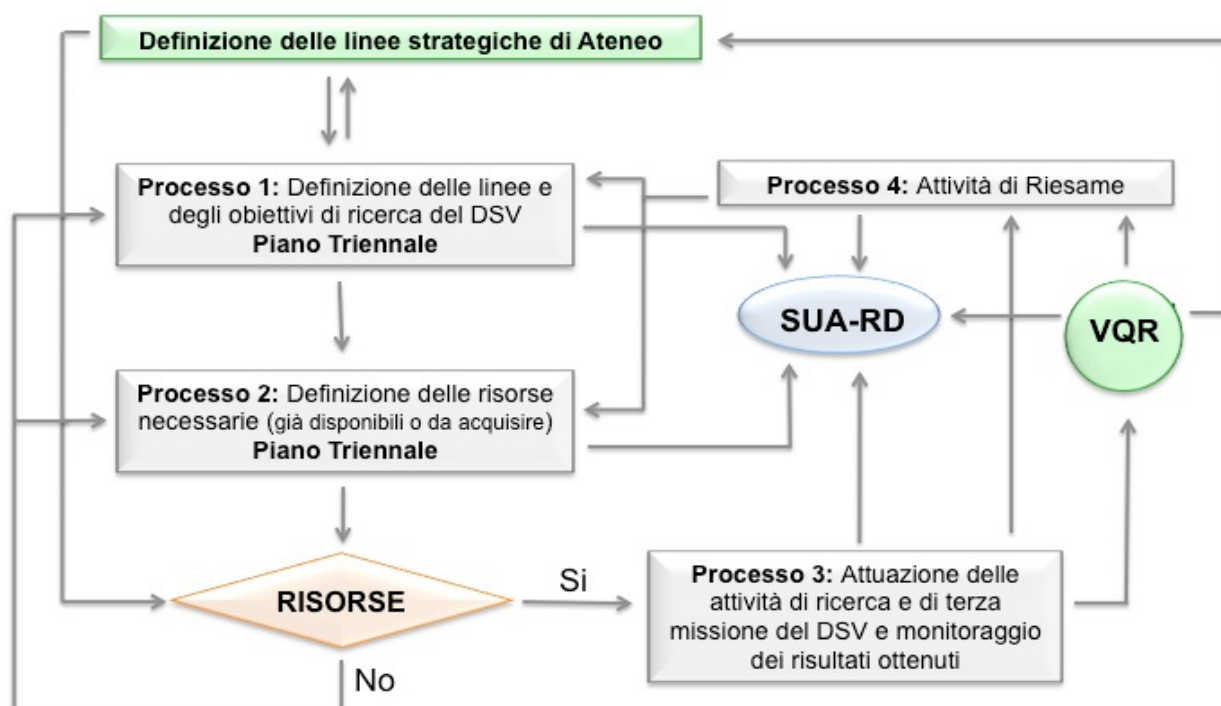 Definizione delle linee strategiche di Ateneo
Processo 1: Definizione delle linee e
degli obiettivi di ricerca del DSV
Piano Triennale
Processo 4: Attività di Riesame
SUA-RD
VQR
Processo 2: Definizione delle risorse
necessarie (già disponibili o da acquisire)
Piano Triennale
RISORSE
Si
Processo 3: Attuazione delle
attività di ricerca e di terza
missione del DSV e monitoraggio
dei risultati ottenuti
No